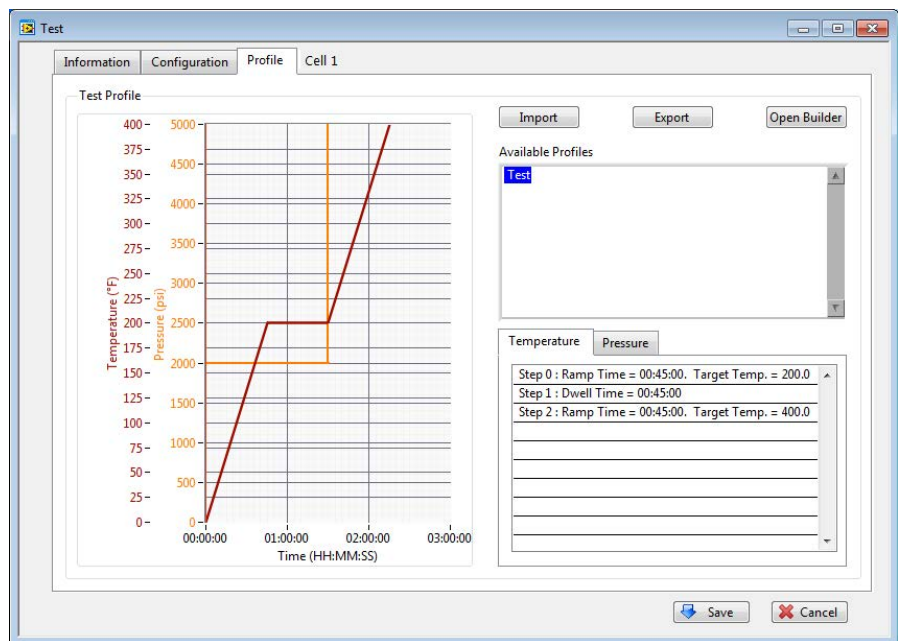 Test
Information Configuration Profile Cell 1
Test Profile
Import Export Open Builder
Available Profiles
Test
400
375
350
325
300
275
250
225
200
175
150
125
100
75
50
25
0
Temperature (°F)
5000
4500
4000
3500
3000
2500
2000
1500
1000
500
0
Pressure (psi)
00:00:00 01:00:00 02:00:00 03:00:00
Time (HH:MM:SS)
Temperature Pressure
Step 0 : Ramp Time = 00:45:00. Target Temp. = 200.0
Step 1 : Dwell Time = 00:45:00
Step 2 : Ramp Time = 00:45:00. Target Temp. = 400.0
Save Cancel